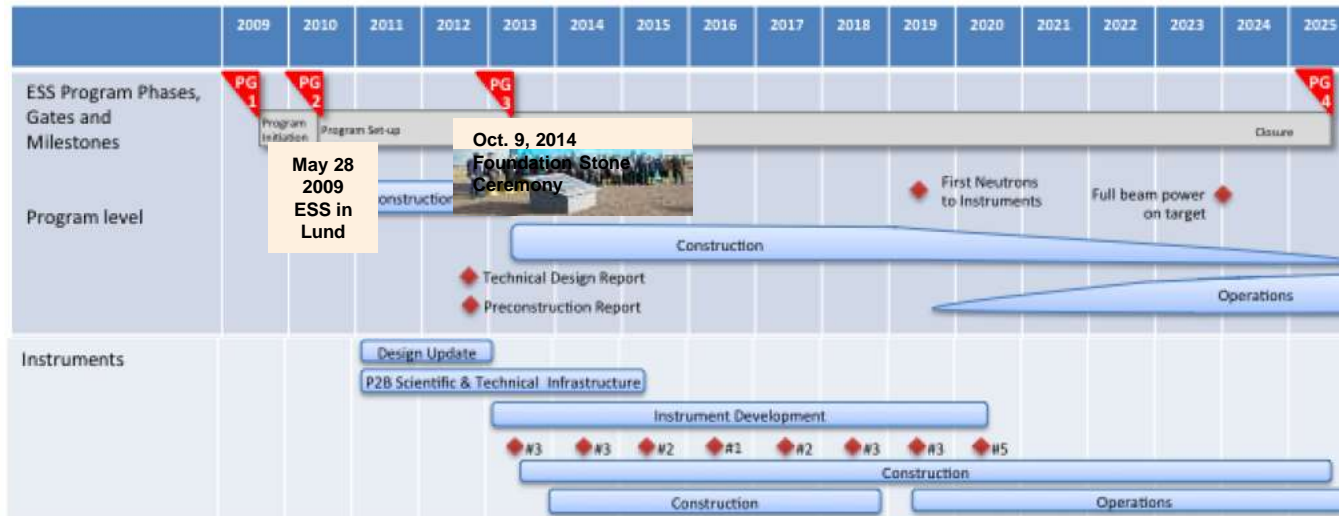 2009 2010 2011 2012 2013 2014 2015 2016 2017 2018 2019 2020 2021 2022 2023 2024 2025
PG 1
PG 2
PG 3
PG 4
ESS Program Phases,
Gates and
Milestones
Program
Initiation
Program Set-up
Closure
May 28
2009
ESS in
Lund
Oct. 9, 2014
Foundation Stone
Ceremony
First Neutrons
to Instruments
Full beam power
on target
Program level
onstruction
Construction
Technical Design Report
Preconstruction Report
Operations
Instruments
Design Update
P2B Scientific & Technical Infrastructure
Instrument Development
#3 #3 #2 #1 #2 #3 #3 #5
Construction
Construction
Operations